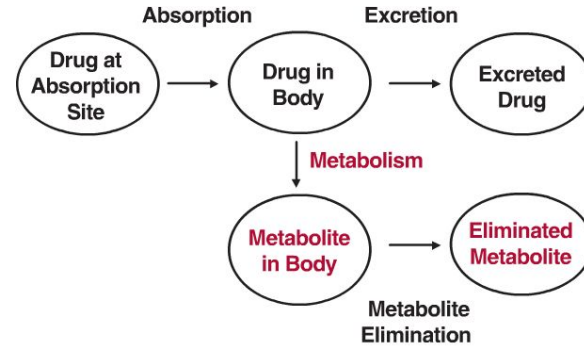 Absorption
Excretion
Drug at
Absorption
Site
Drug in
Body
Excreted
Drug
Metabolism
Metabolite
in Body
Eliminated
Metabolite
Metabolite
Elimination